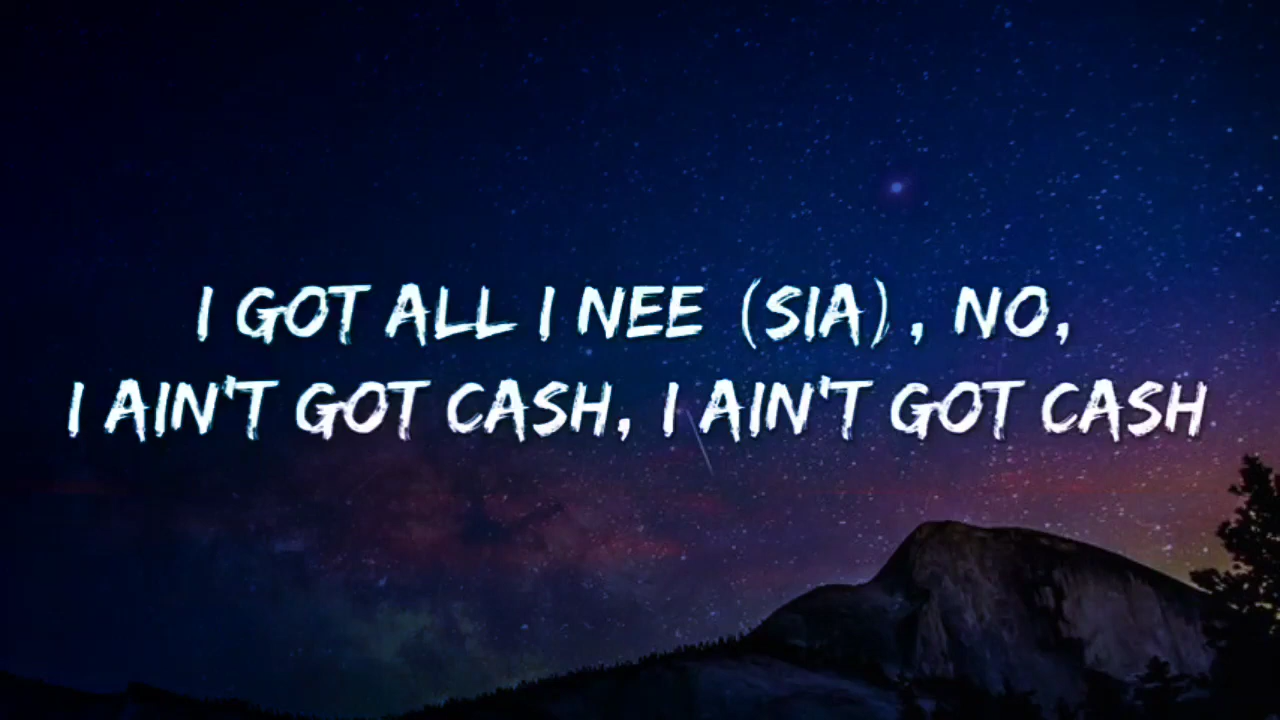 I GOT ALL I NEE (SIA) , NO,
I AIN'T GOT CASH, I AIN'T GOT CASH